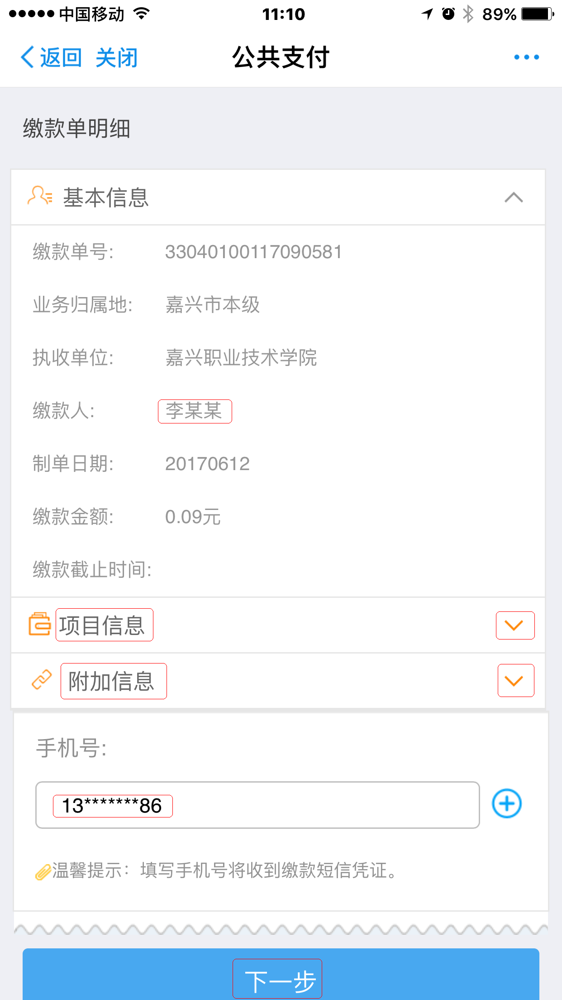 中国移动 11:10 89%
返回 关闭 公共支付
缴款单明细
基本信息
缴款单号: 33040100117090581
业务归属地: 嘉兴市本级
执收单位: 嘉兴职业技术学院
缴款人: 李某某
制单日期: 20170612
缴款金额: 0.09元
缴款截止时间:
项目信息
附加信息
手机号:
13*******86
温馨提示：填写手机号将收到缴款短信凭证。
下一步